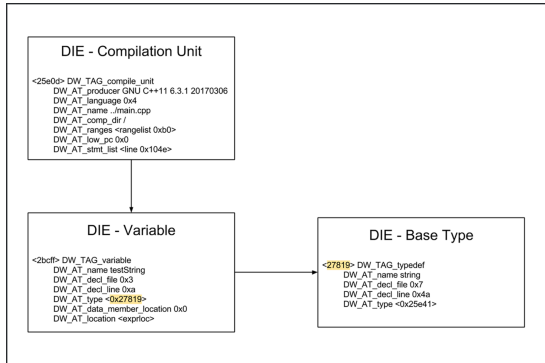 DIE - Compilation Unit
<25e0d> DW_TAG_compile_unit
DW_AT_producer GNU C++11 6.3.1 20170306
DW_AT_language 0x4
DW_AT_name ../main.cpp
DW_AT_comp_dir /
DW_AT_ranges <rangelist 0xb0>
DW_AT_low_pc 0x0
DW_AT_stmt_list <line 0x104e>
DIE - Variable
<2bcff> DW_TAG_variable
DW_AT_name testString
DW_AT_decl_file 0x3
DW_AT_decl_line 0xa
DW_AT_type <0x27819>
DW_AT_data_member_location 0x0
DW_AT_location <exprloc>
DIE - Base Type
<27819> DW_TAG_typedef
DW_AT_name string
DW_AT_decl_file 0x7
DW_AT_decl_line 0x4a
DW_AT_type <0x25e41>